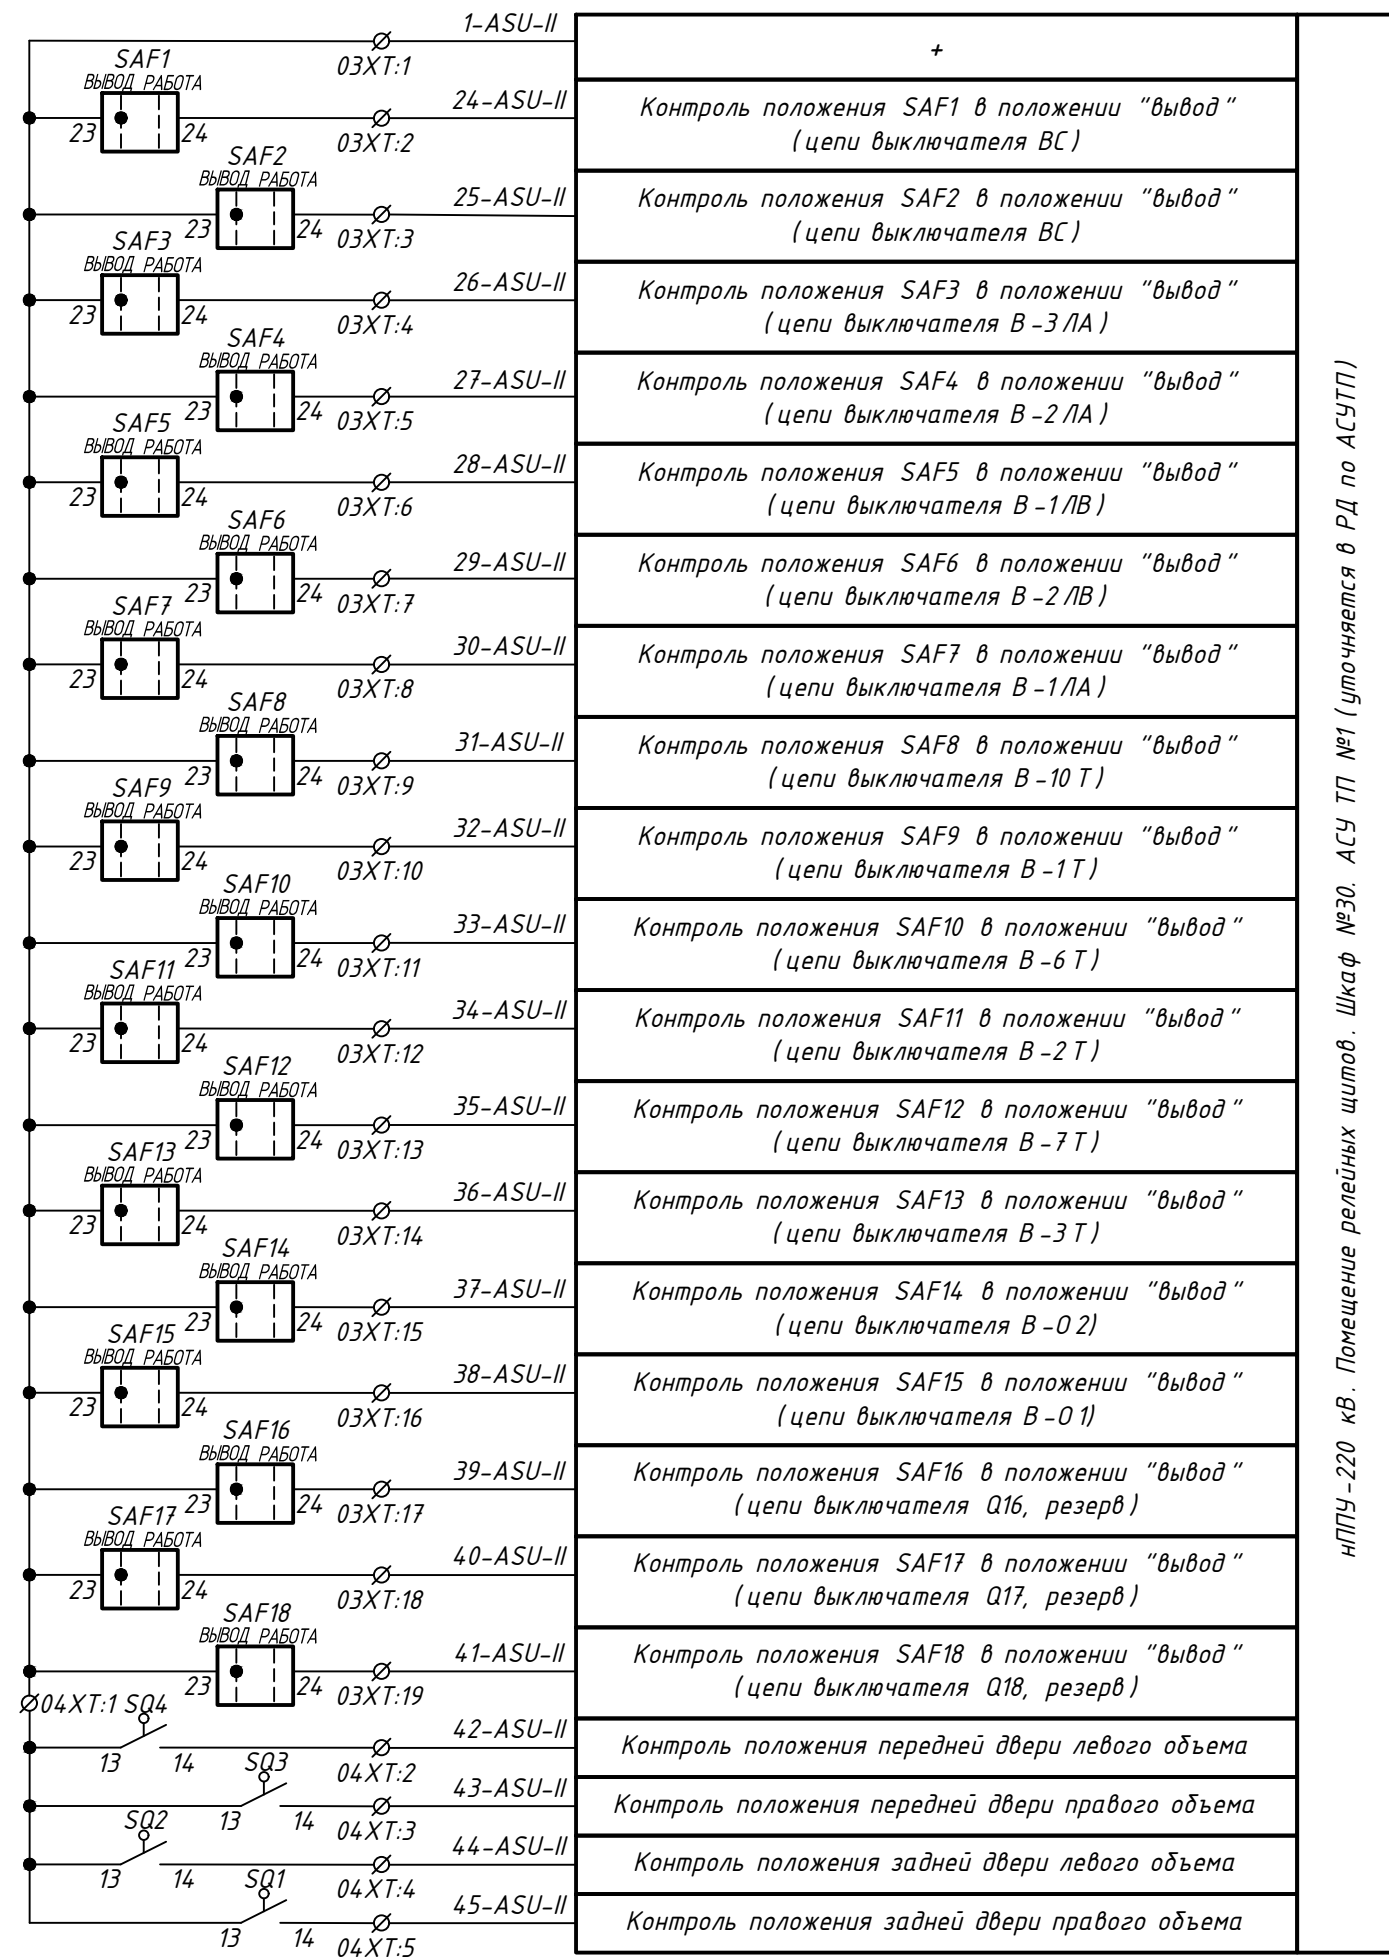 1-ASU-II
03XT:1
+
SAF1
ВЫВОД РАБОТА
23 24
24-ASU-II
03XT:2
Контроль положения SAF1 в положении "вывод"
(цепи выключателя ВС)
SAF2
ВЫВОД РАБОТА
23 24
25-ASU-II
03XT:3
Контроль положения SAF2 в положении "вывод"
(цепи выключателя ВС)
SAF3
ВЫВОД РАБОТА
23 24
26-ASU-II
03XT:4
Контроль положения SAF3 в положении "вывод"
(цепи выключателя В-3ЛА)
SAF4
ВЫВОД РАБОТА
23 24
27-ASU-II
03XT:5
Контроль положения SAF4 в положении "вывод"
(цепи выключателя В-2ЛА)
SAF5
ВЫВОД РАБОТА
23 24
28-ASU-II
03XT:6
Контроль положения SAF5 в положении "вывод"
(цепи выключателя В-1ЛВ)
SAF6
ВЫВОД РАБОТА
23 24
29-ASU-II
03XT:7
Контроль положения SAF6 в положении "вывод"
(цепи выключателя В-2ЛВ)
SAF7
ВЫВОД РАБОТА
23 24
30-ASU-II
03XT:8
Контроль положения SAF7 в положении "вывод"
(цепи выключателя В-1ЛА)
SAF8
ВЫВОД РАБОТА
23 24
31-ASU-II
03XT:9
Контроль положения SAF8 в положении "вывод"
(цепи выключателя В-10Т)
SAF9
ВЫВОД РАБОТА
23 24
32-ASU-II
03XT:10
Контроль положения SAF9 в положении "вывод"
(цепи выключателя В-1Т)
SAF10
ВЫВОД РАБОТА
23 24
33-ASU-II
03XT:11
Контроль положения SAF10 в положении "вывод"
(цепи выключателя В-6Т)
SAF11
ВЫВОД РАБОТА
23 24
34-ASU-II
03XT:12
Контроль положения SAF11 в положении "вывод"
(цепи выключателя В-2Т)
SAF12
ВЫВОД РАБОТА
23 24
35-ASU-II
03XT:13
Контроль положения SAF12 в положении "вывод"
(цепи выключателя В-7Т)
SAF13
ВЫВОД РАБОТА
23 24
36-ASU-II
03XT:14
Контроль положения SAF13 в положении "вывод"
(цепи выключателя В-3Т)
SAF14
ВЫВОД РАБОТА
23 24
37-ASU-II
03XT:15
Контроль положения SAF14 в положении "вывод"
(цепи выключателя В-О2)
SAF15
ВЫВОД РАБОТА
23 24
38-ASU-II
03XT:16
Контроль положения SAF15 в положении "вывод"
(цепи выключателя В-О1)
SAF16
ВЫВОД РАБОТА
23 24
39-ASU-II
03XT:17
Контроль положения SAF16 в положении "вывод"
(цепи выключателя Q16, резерв)
SAF17
ВЫВОД РАБОТА
23 24
40-ASU-II
03XT:18
Контроль положения SAF17 в положении "вывод"
(цепи выключателя Q17, резерв)
SAF18
ВЫВОД РАБОТА
23 24
41-ASU-II
03XT:19
Контроль положения SAF18 в положении "вывод"
(цепи выключателя Q18, резерв)
04XT:1 SQ4
13 14
42-ASU-II
04XT:2
Контроль положения передней двери левого объема
SQ3
13 14
43-ASU-II
04XT:3
Контроль положения передней двери правого объема
SQ2
13 14
44-ASU-II
04XT:4
Контроль положения задней двери левого объема
SQ1
13 14
45-ASU-II
04XT:5
Контроль положения задней двери правого объема
нППУ-220 кВ. Помещение релейных щитов. Шкаф №30. АСУ ТП №1 (уточняется в РД по АСУТП)